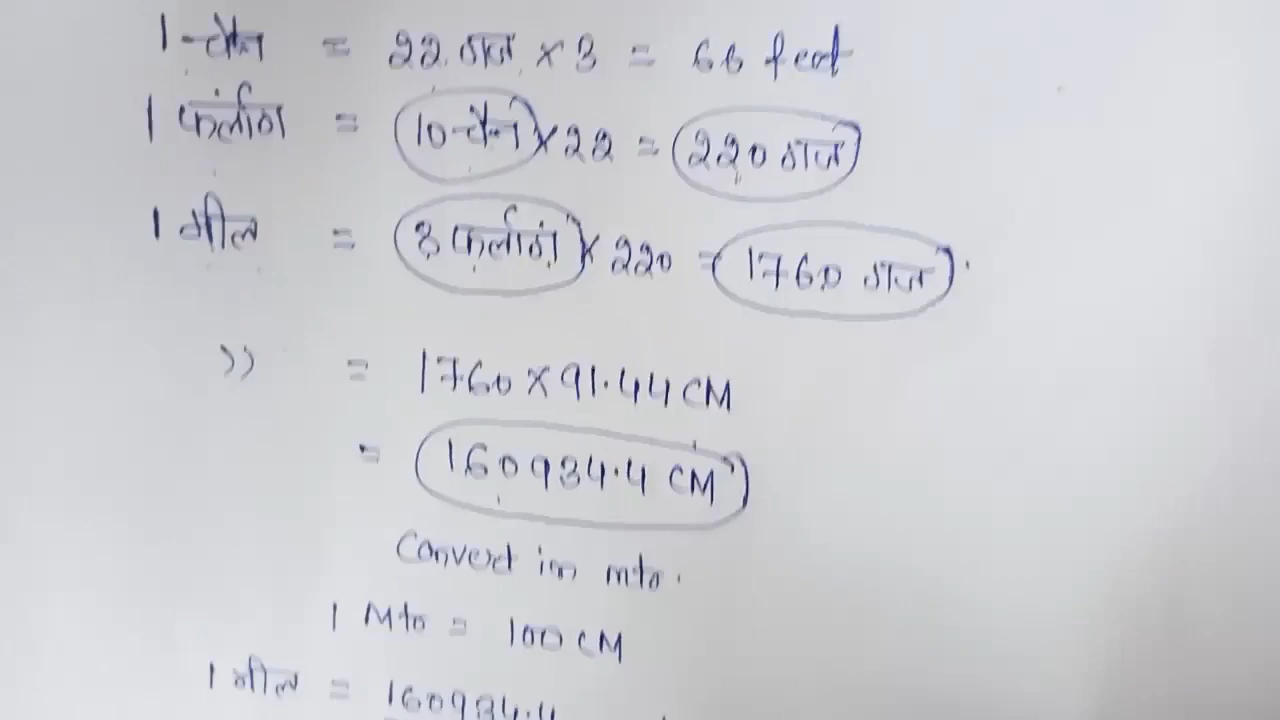 1 चैन = 22 गज × 3 = 66 feet
1 फर्लांग = 10 चैन × 22 = 220 गज
1 मील = 8 फर्लांग × 220 = 1760 गज
" = 1760 × 91.44 CM
= 160934.4 CM
Convert in mtr.
1 Mtr = 100 CM
1 मील = 160934.4